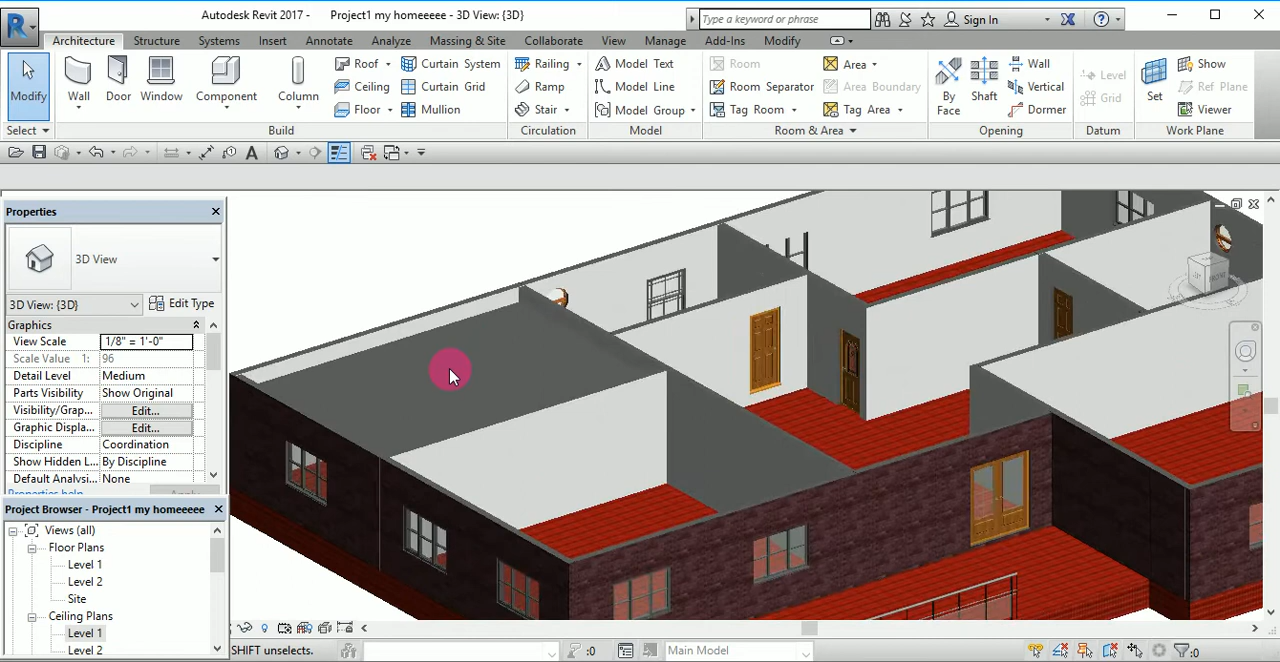 Autodesk Revit 2017 - Project1 my homeeeee - 3D View: {3D}
Type a keyword or phrase
Sign In
Architecture Structure Systems Insert Annotate Analyze Massing & Site Collaborate View Manage Add-Ins Modify
Modify
Wall
Door
Window
Component
Column
Roof
Ceiling
Floor
Curtain System
Curtain Grid
Mullion
Railing
Ramp
Stair
Model Text
Model Line
Model Group
Room
Room Separator
Tag Room
Area
Area Boundary
Tag Area
By Face
Shaft
Wall
Vertical
Dormer
Level
Grid
Set
Show
Ref Plane
Viewer
Select
Build
Circulation
Model
Room & Area
Opening
Datum
Work Plane
Properties
3D View
3D View: {3D}
Edit Type
Graphics
View Scale 1/8" = 1'-0"
Scale Value 1: 96
Detail Level Medium
Parts Visibility Show Original
Visibility/Grap... Edit...
Graphic Displa... Edit...
Discipline Coordination
Show Hidden L... By Discipline
Default Analysi... None
Properties help
Apply
Project Browser - Project1 my homeeeee
Views (all)
Floor Plans
Level 1
Level 2
Site
Ceiling Plans
Level 1
Level 2
SHIFT unselects.
:0
Main Model
:0